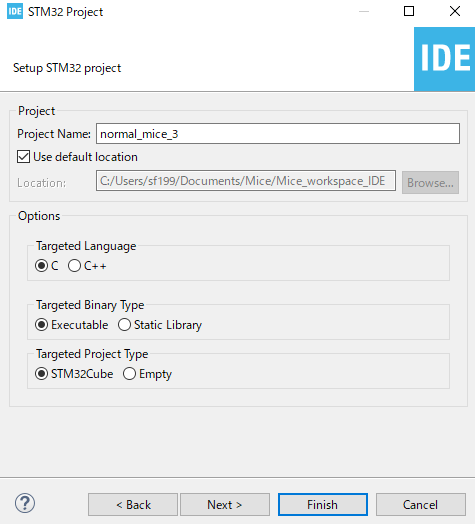 IDE STM32 Project
Setup STM32 project
IDE
Project
Project Name: normal_mice_3
Use default location
Location: C:/Users/sf199/Documents/Mice/Mice_workspace_IDE Browse...
Options
Targeted Language
C C++
Targeted Binary Type
Executable Static Library
Targeted Project Type
STM32Cube Empty
? < Back Next > Finish Cancel